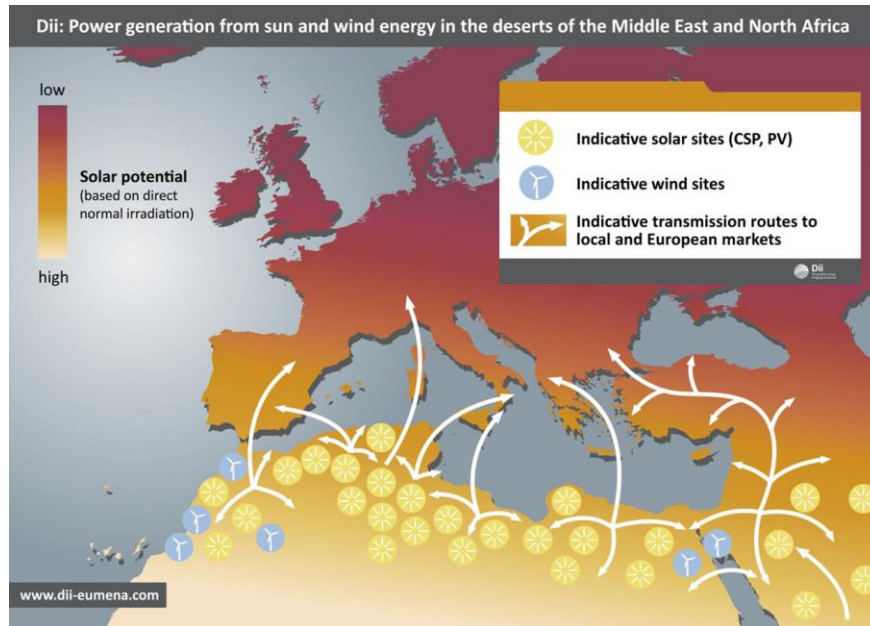 Dii: Power generation from sun and wind energy in the deserts of the Middle East and North Africa
low
Solar potential
(based on direct
normal irradiation)
high
Indicative solar sites (CSP, PV)
Indicative wind sites
Indicative transmission routes to
local and European markets
Dii
www.dii-eumena.com